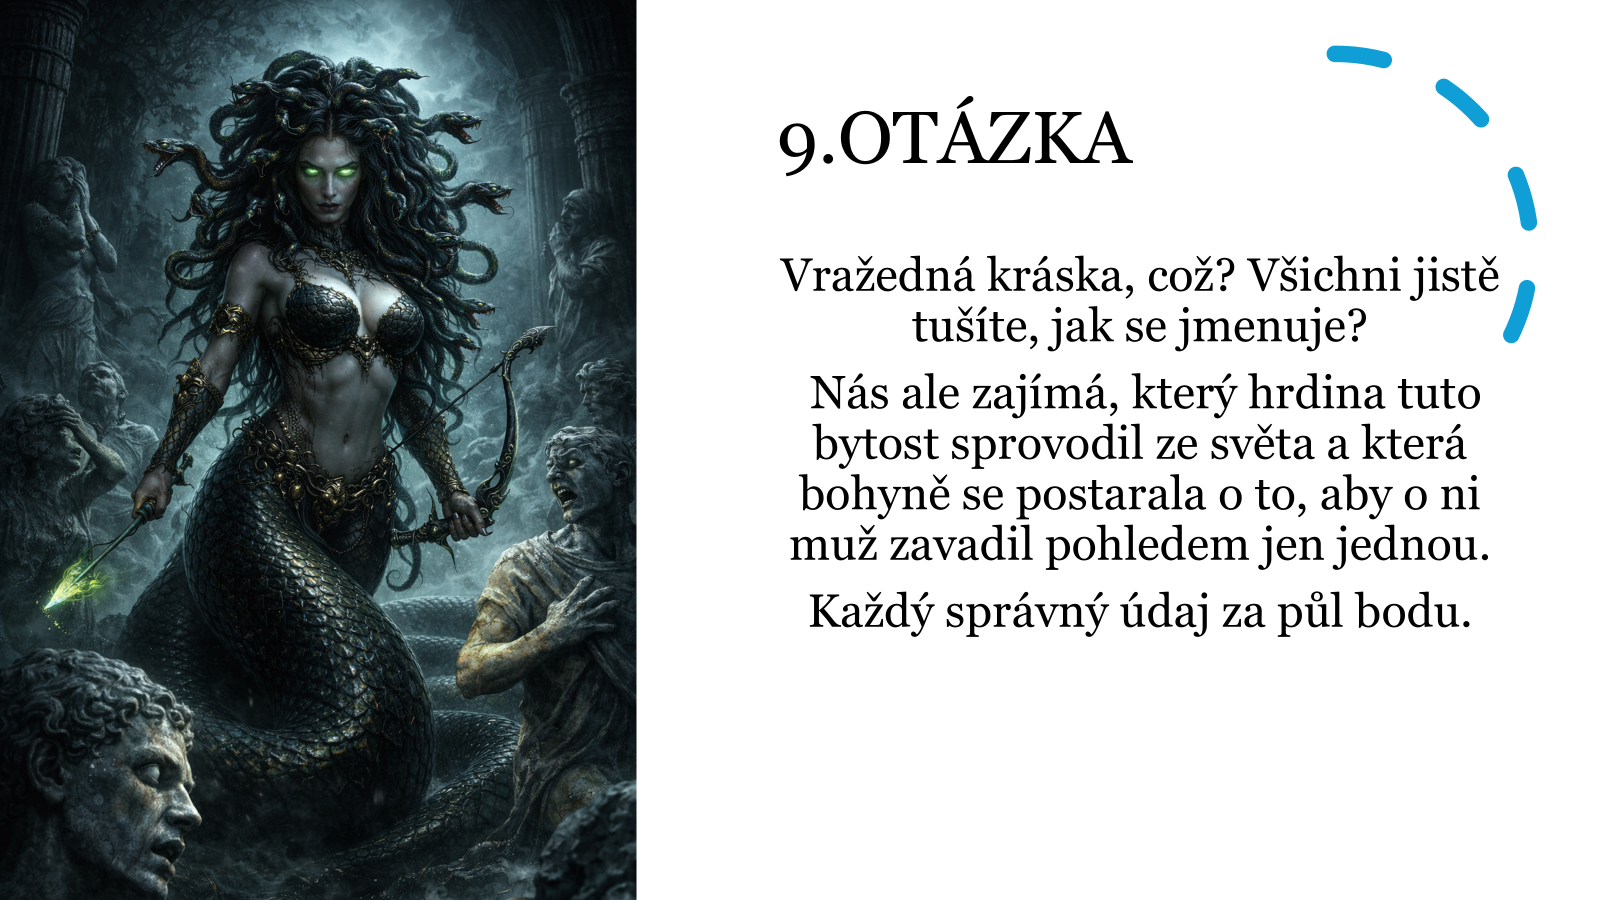 9.OTÁZKA
Vražedná kráska, což? Všichni jistě
tušíte, jak se jmenuje?
Nás ale zajímá, který hrdina tuto
bytost sprovodil ze světa a která
bohyně se postarala o to, aby o ni
muž zavadil pohledem jen jednou.
Každý správný údaj za půl bodu.